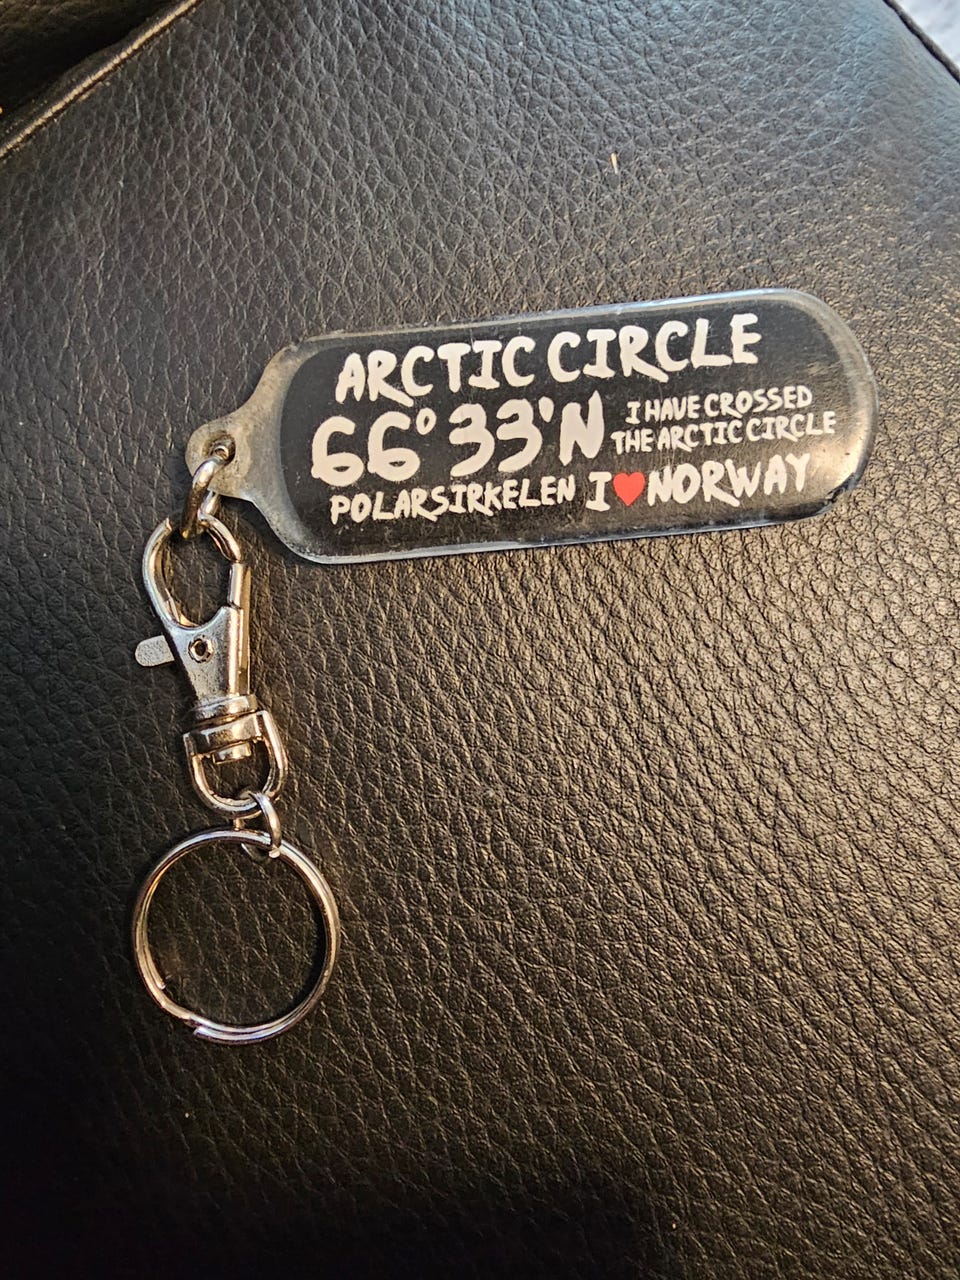 ARCTIC CIRCLE
66° 33'N
I HAVE CROSSED
THE ARCTIC CIRCLE
POLARSIRKELEN
I ♥ NORWAY